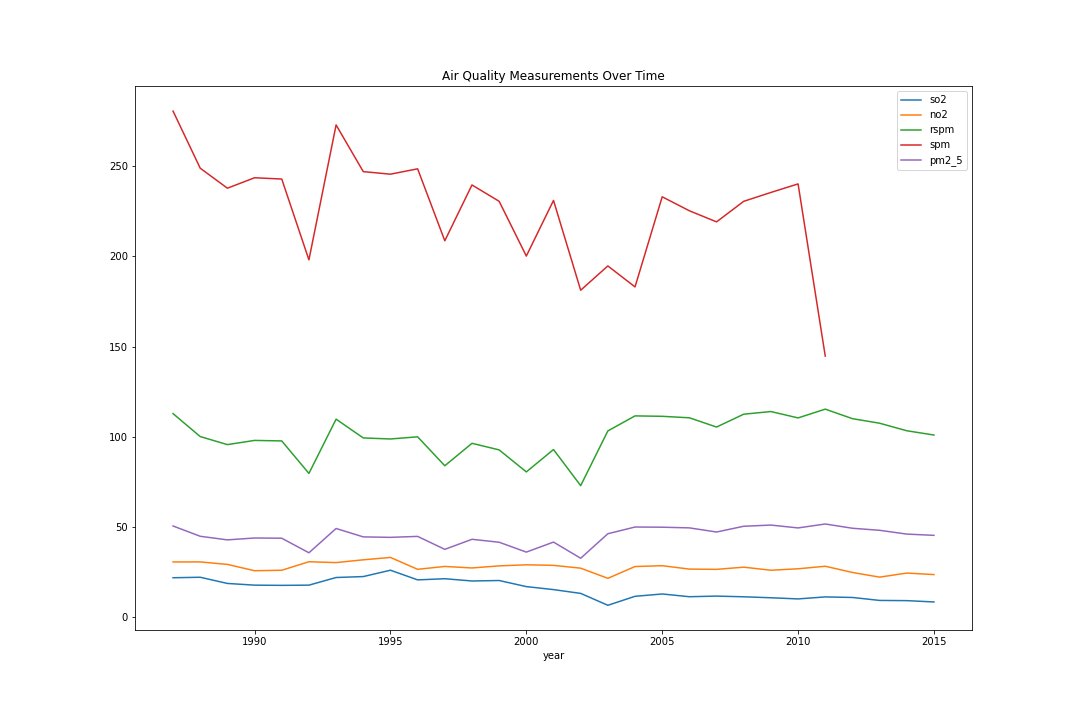 Air Quality Measurements Over Time
so2
no2
rspm
spm
pm2_5
250
200
150
100
50
0
1990 1995 2000 2005 2010 2015
year